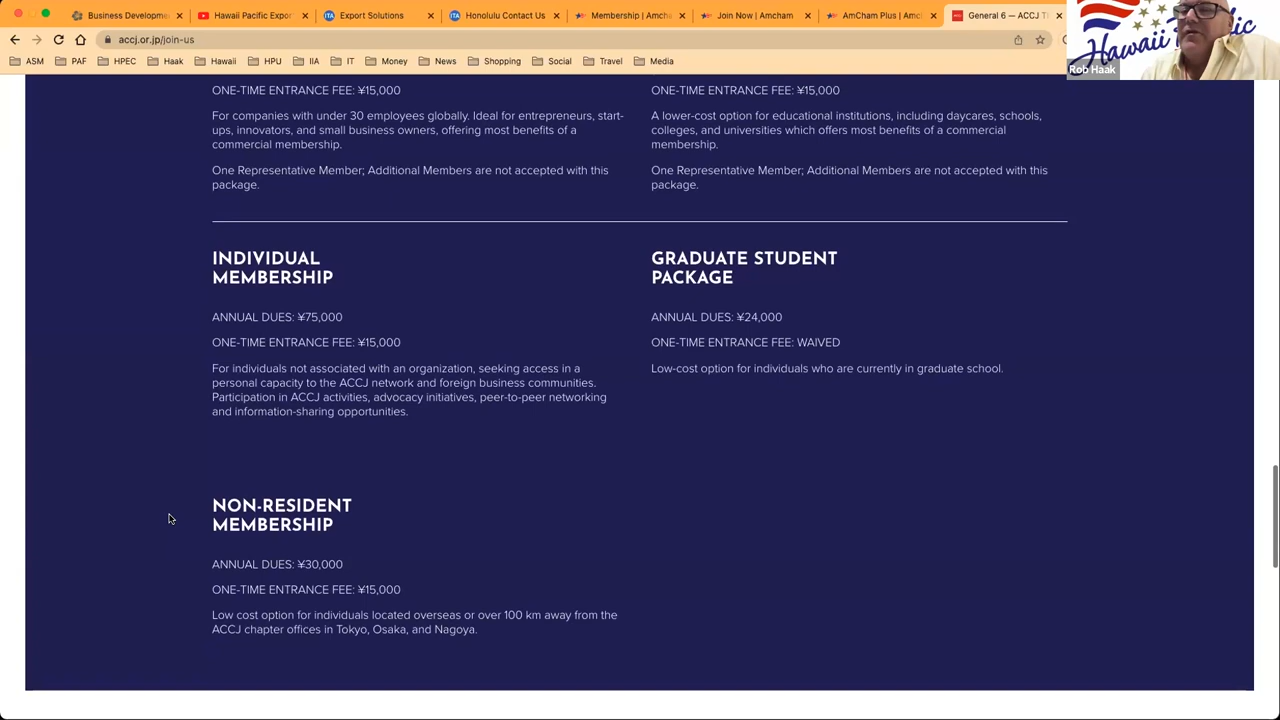 Business Developme
Hawaii Pacific Expor
Export Solutions
Honolulu Contact Us
Membership | Amcha
Join Now | Amcham
AmCham Plus | Amc
General 6 — ACCJ T
accj.or.jp/join-us
ASM
PAF
HPEC
Haak
Hawaii
HPU
IIA
IT
Money
News
Shopping
Social
Travel
Media
Hawaii
Rob Haak
ONE-TIME ENTRANCE FEE: ¥15,000
For companies with under 30 employees globally. Ideal for entrepreneurs, start-
ups, innovators, and small business owners, offering most benefits of a
commercial membership.
One Representative Member; Additional Members are not accepted with this
package.
ONE-TIME ENTRANCE FEE: ¥15,000
A lower-cost option for educational institutions, including daycares, schools,
colleges, and universities which offers most benefits of a commercial
membership.
One Representative Member; Additional Members are not accepted with this
package.
INDIVIDUAL
MEMBERSHIP
ANNUAL DUES: ¥75,000
ONE-TIME ENTRANCE FEE: ¥15,000
For individuals not associated with an organization, seeking access in a
personal capacity to the ACCJ network and foreign business communities.
Participation in ACCJ activities, advocacy initiatives, peer-to-peer networking
and information-sharing opportunities.
GRADUATE STUDENT
PACKAGE
ANNUAL DUES: ¥24,000
ONE-TIME ENTRANCE FEE: WAIVED
Low-cost option for individuals who are currently in graduate school.
NON-RESIDENT
MEMBERSHIP
ANNUAL DUES: ¥30,000
ONE-TIME ENTRANCE FEE: ¥15,000
Low cost option for individuals located overseas or over 100 km away from the
ACCJ chapter offices in Tokyo, Osaka, and Nagoya.